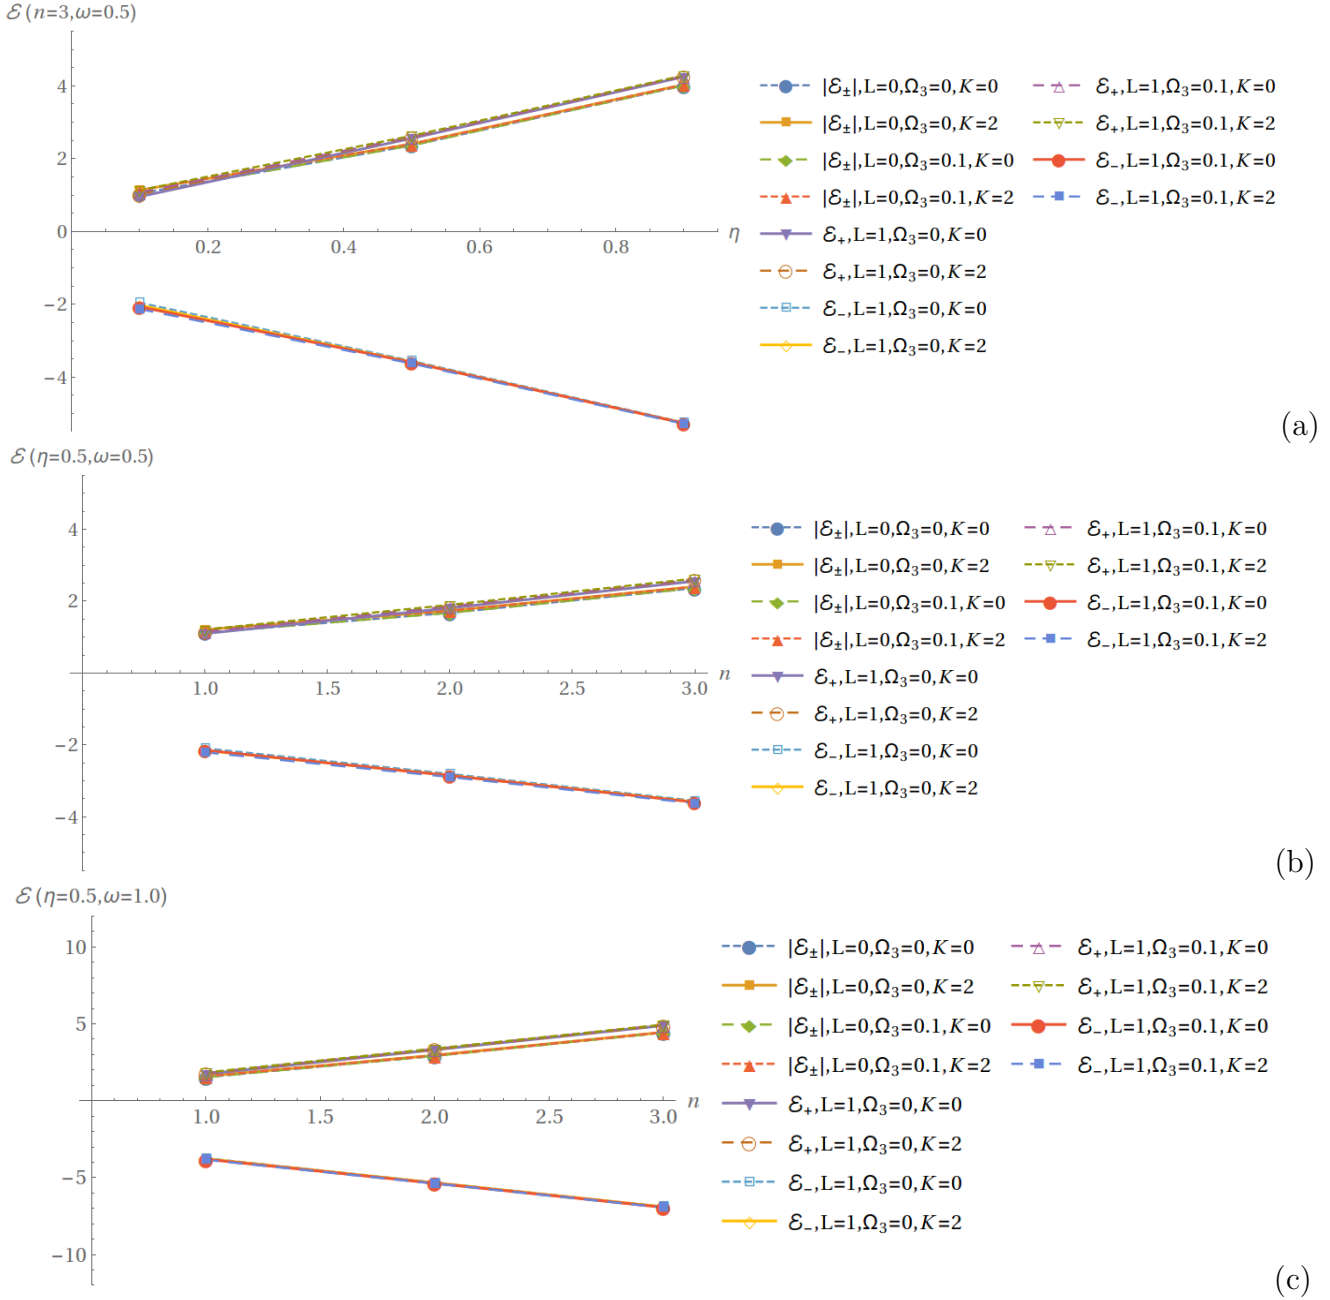 ℰ (n=3,ω=0.5)
4
2
0
−2
−4
0.2
0.4
0.6
0.8
η
|ℰ±|,L=0,Ω₃=0,K=0
|ℰ±|,L=0,Ω₃=0,K=2
|ℰ±|,L=0,Ω₃=0.1,K=0
|ℰ±|,L=0,Ω₃=0.1,K=2
ℰ₊,L=1,Ω₃=0,K=0
ℰ₊,L=1,Ω₃=0,K=2
ℰ₋,L=1,Ω₃=0,K=0
ℰ₋,L=1,Ω₃=0,K=2
ℰ₊,L=1,Ω₃=0.1,K=0
ℰ₊,L=1,Ω₃=0.1,K=2
ℰ₋,L=1,Ω₃=0.1,K=0
ℰ₋,L=1,Ω₃=0.1,K=2
(a)
ℰ (η=0.5,ω=0.5)
4
2
−2
−4
1.0
1.5
2.0
2.5
3.0
n
|ℰ±|,L=0,Ω₃=0,K=0
|ℰ±|,L=0,Ω₃=0,K=2
|ℰ±|,L=0,Ω₃=0.1,K=0
|ℰ±|,L=0,Ω₃=0.1,K=2
ℰ₊,L=1,Ω₃=0,K=0
ℰ₊,L=1,Ω₃=0,K=2
ℰ₋,L=1,Ω₃=0,K=0
ℰ₋,L=1,Ω₃=0,K=2
ℰ₊,L=1,Ω₃=0.1,K=0
ℰ₊,L=1,Ω₃=0.1,K=2
ℰ₋,L=1,Ω₃=0.1,K=0
ℰ₋,L=1,Ω₃=0.1,K=2
(b)
ℰ (η=0.5,ω=1.0)
10
5
−5
−10
1.0
1.5
2.0
2.5
3.0
n
|ℰ±|,L=0,Ω₃=0,K=0
|ℰ±|,L=0,Ω₃=0,K=2
|ℰ±|,L=0,Ω₃=0.1,K=0
|ℰ±|,L=0,Ω₃=0.1,K=2
ℰ₊,L=1,Ω₃=0,K=0
ℰ₊,L=1,Ω₃=0,K=2
ℰ₋,L=1,Ω₃=0,K=0
ℰ₋,L=1,Ω₃=0,K=2
ℰ₊,L=1,Ω₃=0.1,K=0
ℰ₊,L=1,Ω₃=0.1,K=2
ℰ₋,L=1,Ω₃=0.1,K=0
ℰ₋,L=1,Ω₃=0.1,K=2
(c)